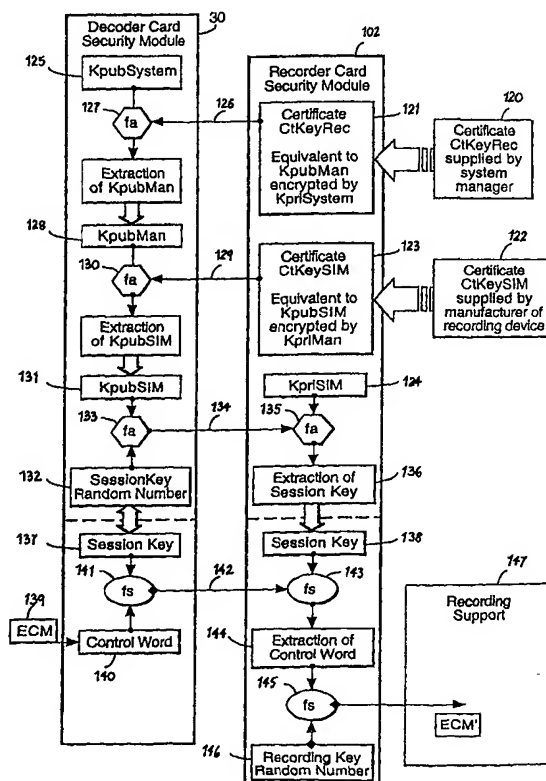 Decoder Card
Security Module
30
125
KpubSystem
127
fa
126
Extraction
of KpubMan
128
KpubMan
130
fa
129
Extraction
of KpubSIM
131
KpubSIM
133
fa
134
132
SessionKey
Random Number
137
Session Key
141
fs
142
139
ECM
Control Word
140
102
Recorder Card
Security Module
121
Certificate
CtKeyRec
Equivalent to
KpubMan
encrypted by
KpriSystem
120
Certificate
CtKeyRec
supplied by
system
manager
123
Certificate
CtKeySIM
Equivalent to
KpubSIM
encrypted by
KpriMan
122
Certificate
CtKeySIM
supplied by
manufacturer of
recording device
KpriSIM
124
135
fa
Extraction of
Session Key
136
Session Key
138
fs
143
144
Extraction of
Control Word
145
fs
146
Recording Key
Random Number
147
Recording
Support
ECM'